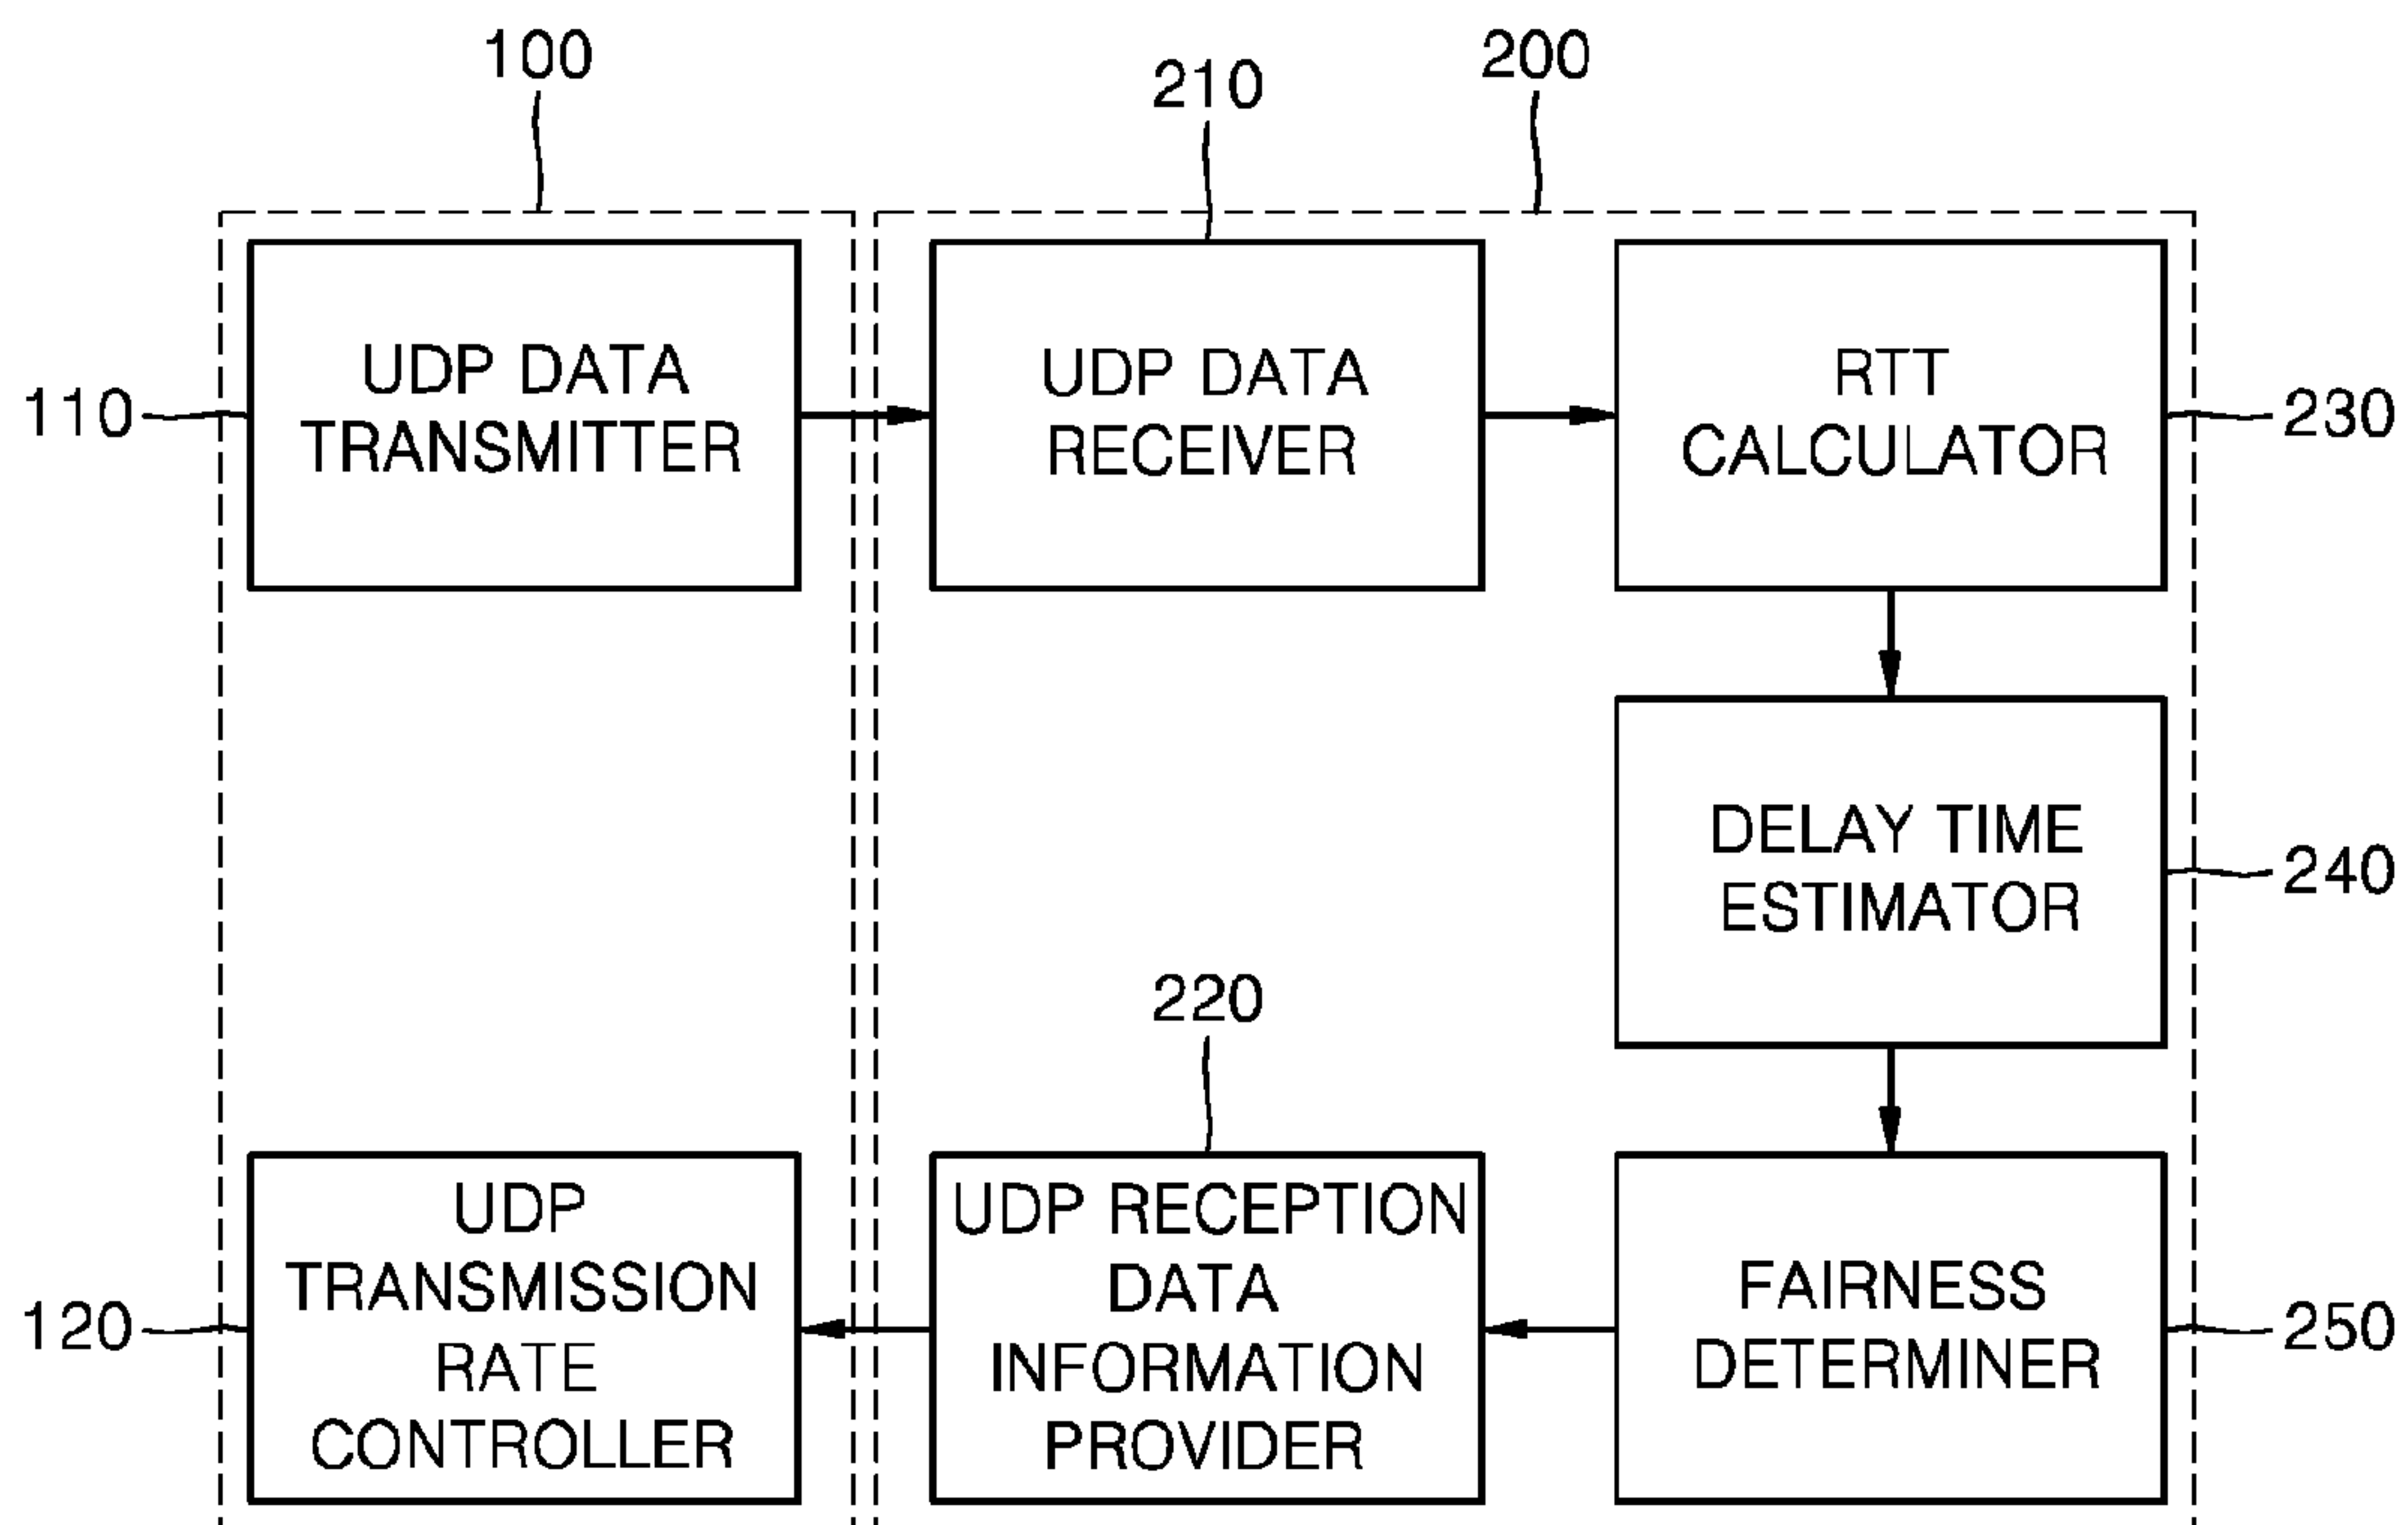 100
200
210
UDP DATA
TRANSMITTER
UDP DATA
RECEIVER
RTT
CALCULATOR
110
230
DELAY TIME
ESTIMATOR
240
220
UDP
TRANSMISSION
RATE
CONTROLLER
UDP RECEPTION
DATA
INFORMATION
PROVIDER
FAIRNESS
DETERMINER
120
250